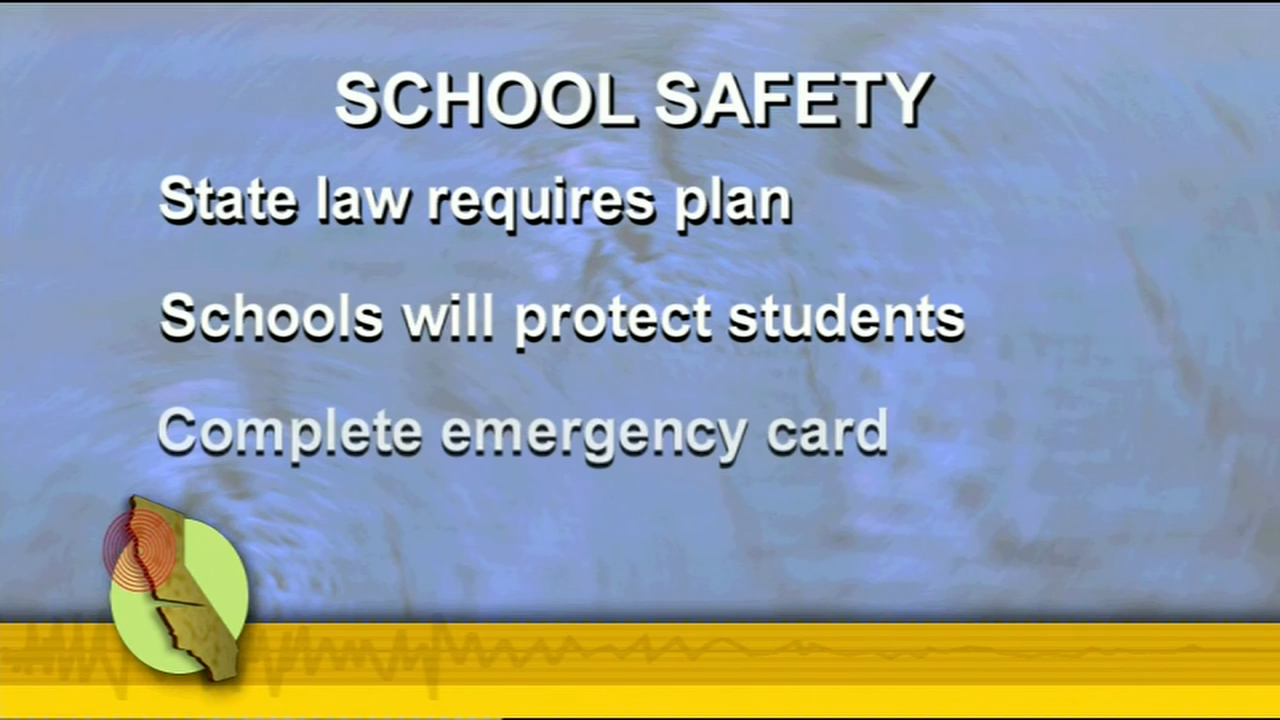 SCHOOL SAFETY
State law requires plan
Schools will protect students
Complete emergency card